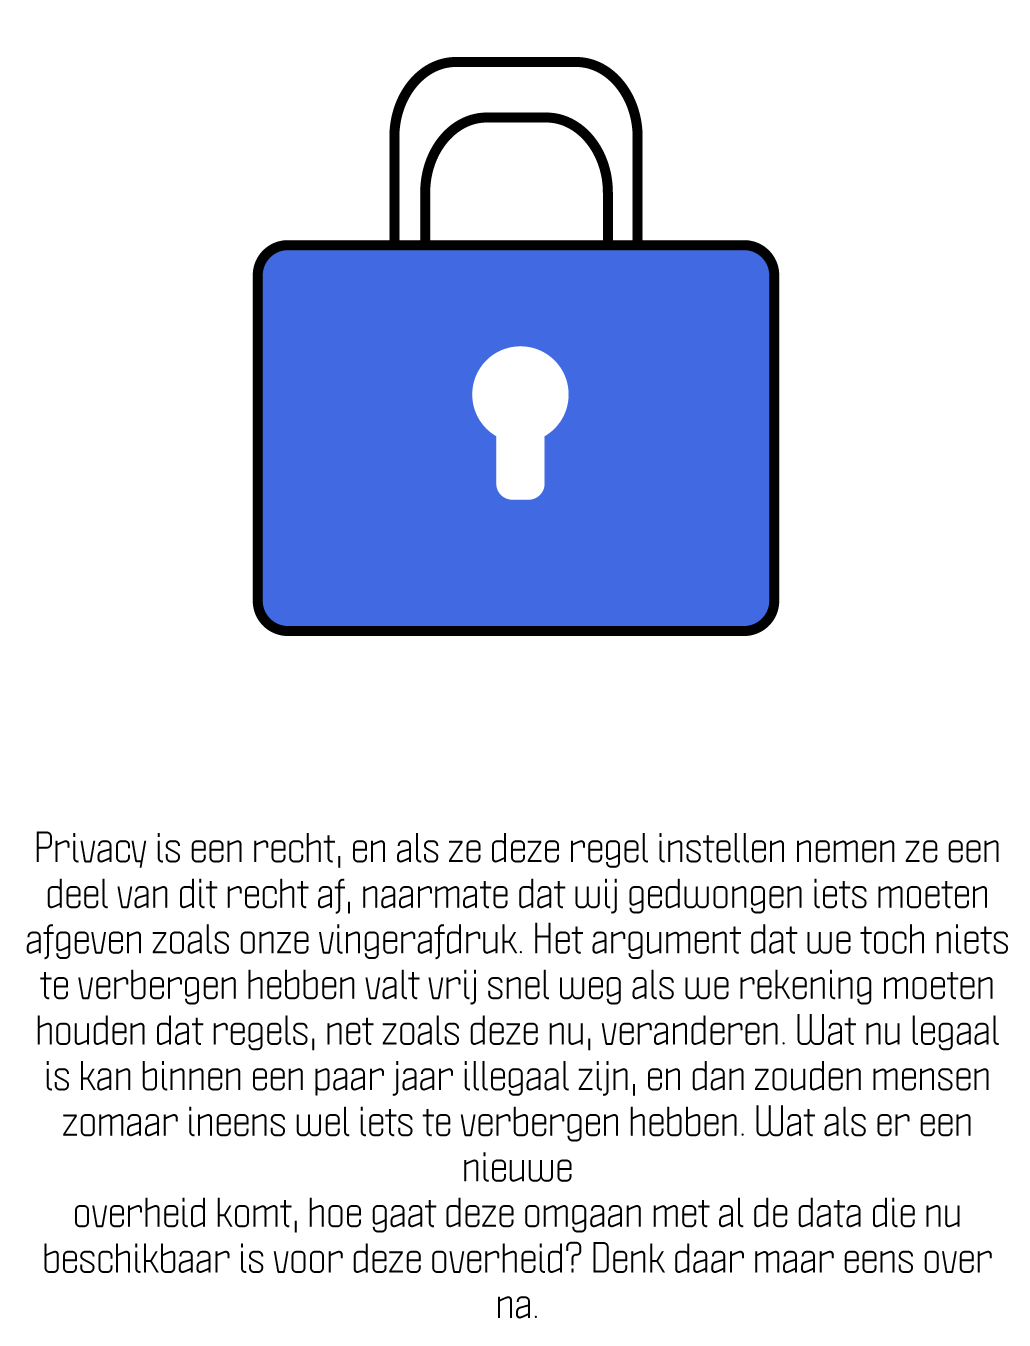 Privacy is een recht, en als ze deze regel instellen nemen ze een
deel van dit recht af, naarmate dat wij gedwongen iets moeten
afgeven zoals onze vingerafdruk. Het argument dat we toch niets
te verbergen hebben valt vrij snel weg als we rekening moeten
houden dat regels, net zoals deze nu, veranderen. Wat nu legaal
is kan binnen een paar jaar illegaal zijn, en dan zouden mensen
zomaar ineens wel iets te verbergen hebben. Wat als er een
nieuwe
overheid komt, hoe gaat deze omgaan met al de data die nu
beschikbaar is voor deze overheid? Denk daar maar eens over
na.